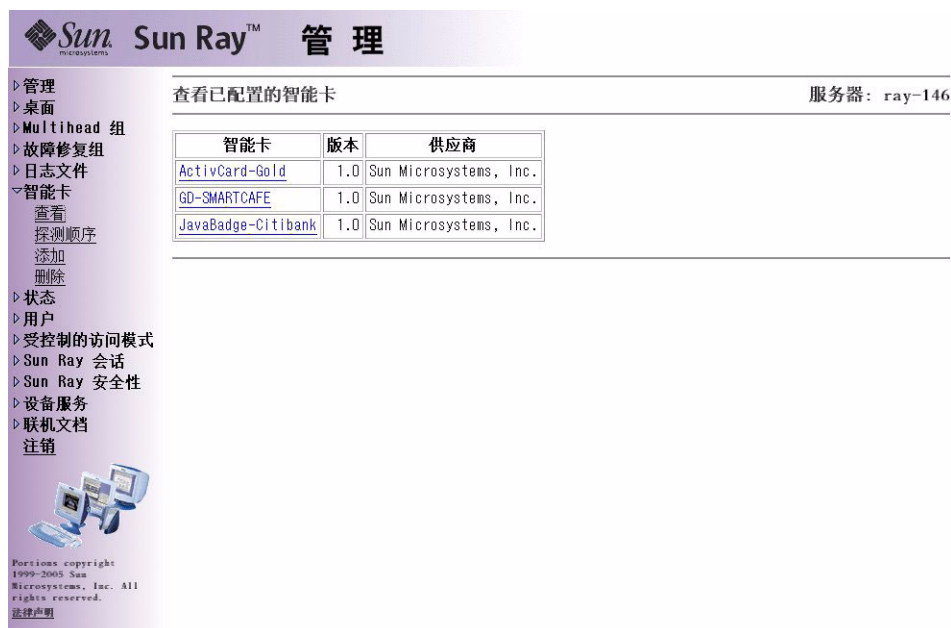 Sun microsystems Sun Ray™ 管理
管理
桌面
Multihead 组
故障修复组
日志文件
智能卡
查看
探测顺序
添加
删除
状态
用户
受控制的访问模式
Sun Ray 会话
Sun Ray 安全性
设备服务
联机文档
注销
Portions copyright
1999-2005 Sun
Microsystems, Inc. All
rights reserved.
法律声明
查看已配置的智能卡 服务器: ray-146
智能卡 版本 供应商
ActivCard-Gold 1.0 Sun Microsystems, Inc.
GD-SMARTCAFE 1.0 Sun Microsystems, Inc.
JavaBadge-Citibank 1.0 Sun Microsystems, Inc.